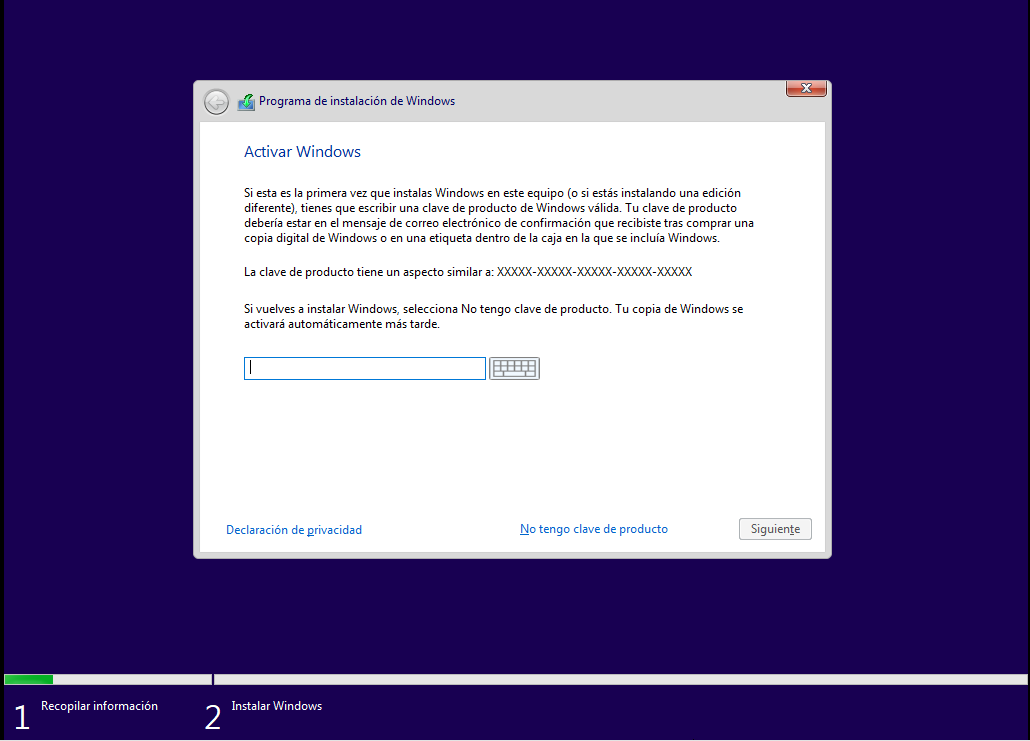 Programa de instalación de Windows
Activar Windows
Si esta es la primera vez que instalas Windows en este equipo (o si estás instalando una edición
diferente), tienes que escribir una clave de producto de Windows válida. Tu clave de producto
debería estar en el mensaje de correo electrónico de confirmación que recibiste tras comprar una
copia digital de Windows o en una etiqueta dentro de la caja en la que se incluía Windows.
La clave de producto tiene un aspecto similar a: XXXXX-XXXXX-XXXXX-XXXXX-XXXXX
Si vuelves a instalar Windows, selecciona No tengo clave de producto. Tu copia de Windows se
activará automáticamente más tarde.
Declaración de privacidad
No tengo clave de producto
Siguiente
1 Recopilar información
2 Instalar Windows